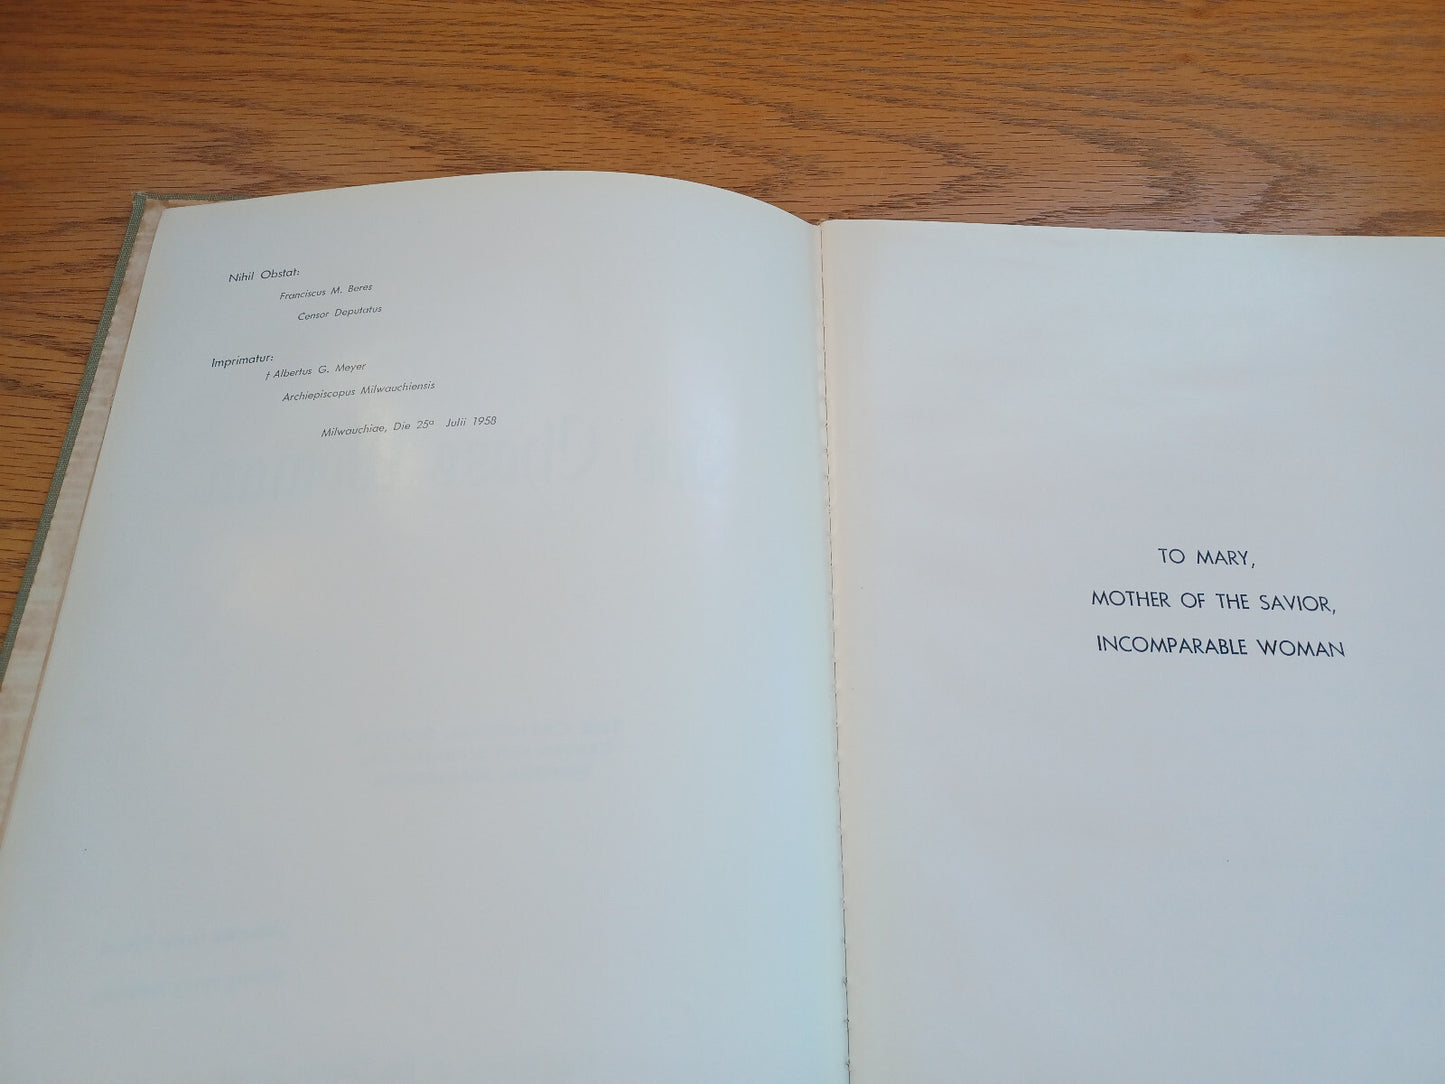 Nihil Obstat:
Franciscus M. Beres
Censor Deputatus
Imprimatur:
† Albertus G. Meyer
Archiepiscopus Milwauchiensis
Milwauchiae, Die 25ª Julii 1958
TO MARY,
MOTHER OF THE SAVIOR,
INCOMPARABLE WOMAN